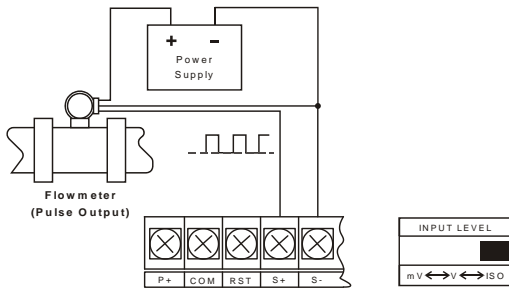 + -
Power
Supply
Flowmeter
(Pulse Output)
P+ COM RST S+ S-
INPUT LEVEL
mV V ISO